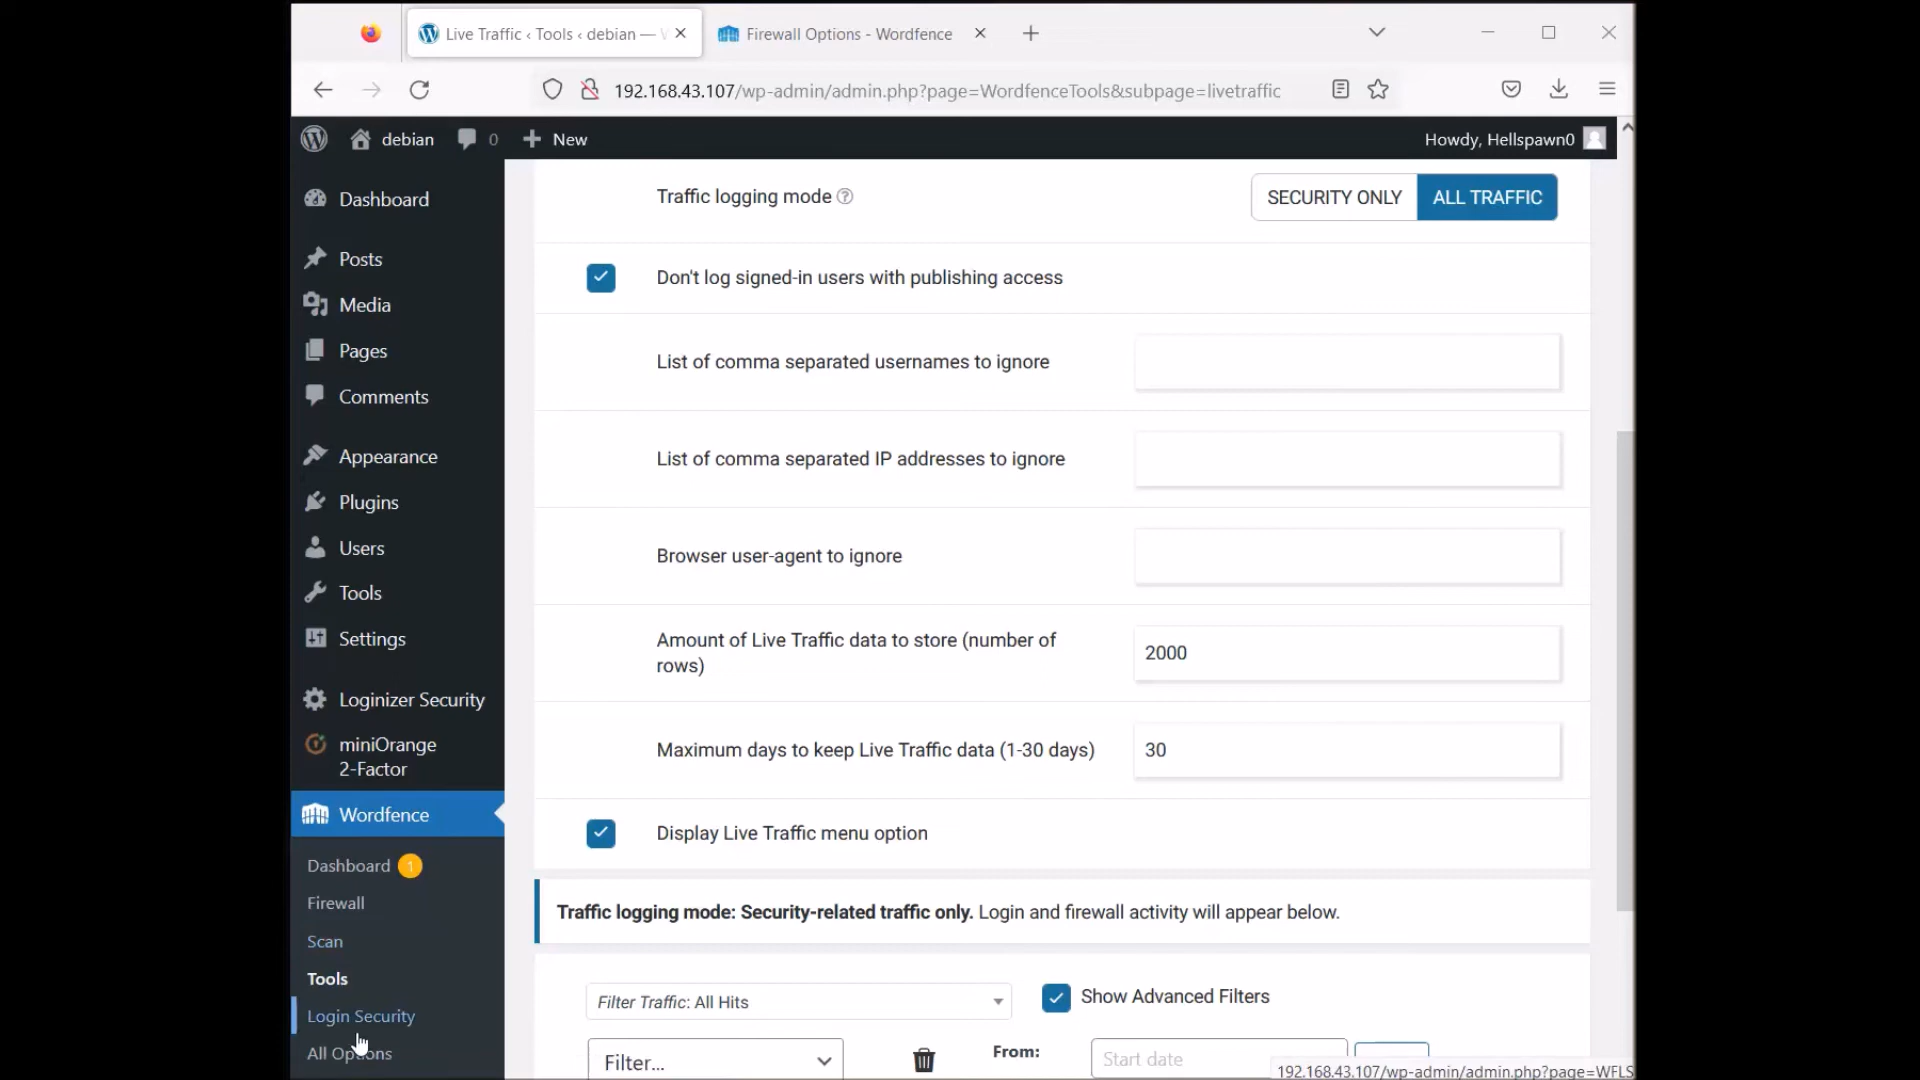 Live Traffic ‹ Tools ‹ debian — W
Firewall Options - Wordfence
192.168.43.107/wp-admin/admin.php?page=WordfenceTools&subpage=livetraffic
debian
0
New
Howdy, Hellspawn0
Dashboard
Posts
Media
Pages
Comments
Appearance
Plugins
Users
Tools
Settings
Loginizer Security
miniOrange
2-Factor
Wordfence
Dashboard 1
Firewall
Scan
Tools
Login Security
All Options
Traffic logging mode
SECURITY ONLY
ALL TRAFFIC
Don't log signed-in users with publishing access
List of comma separated usernames to ignore
List of comma separated IP addresses to ignore
Browser user-agent to ignore
Amount of Live Traffic data to store (number of
rows)
2000
Maximum days to keep Live Traffic data (1-30 days)
30
Display Live Traffic menu option
Traffic logging mode: Security-related traffic only. Login and firewall activity will appear below.
Filter Traffic: All Hits
Show Advanced Filters
Filter...
From:
Start date
192.168.43.107/wp-admin/admin.php?page=WFLS